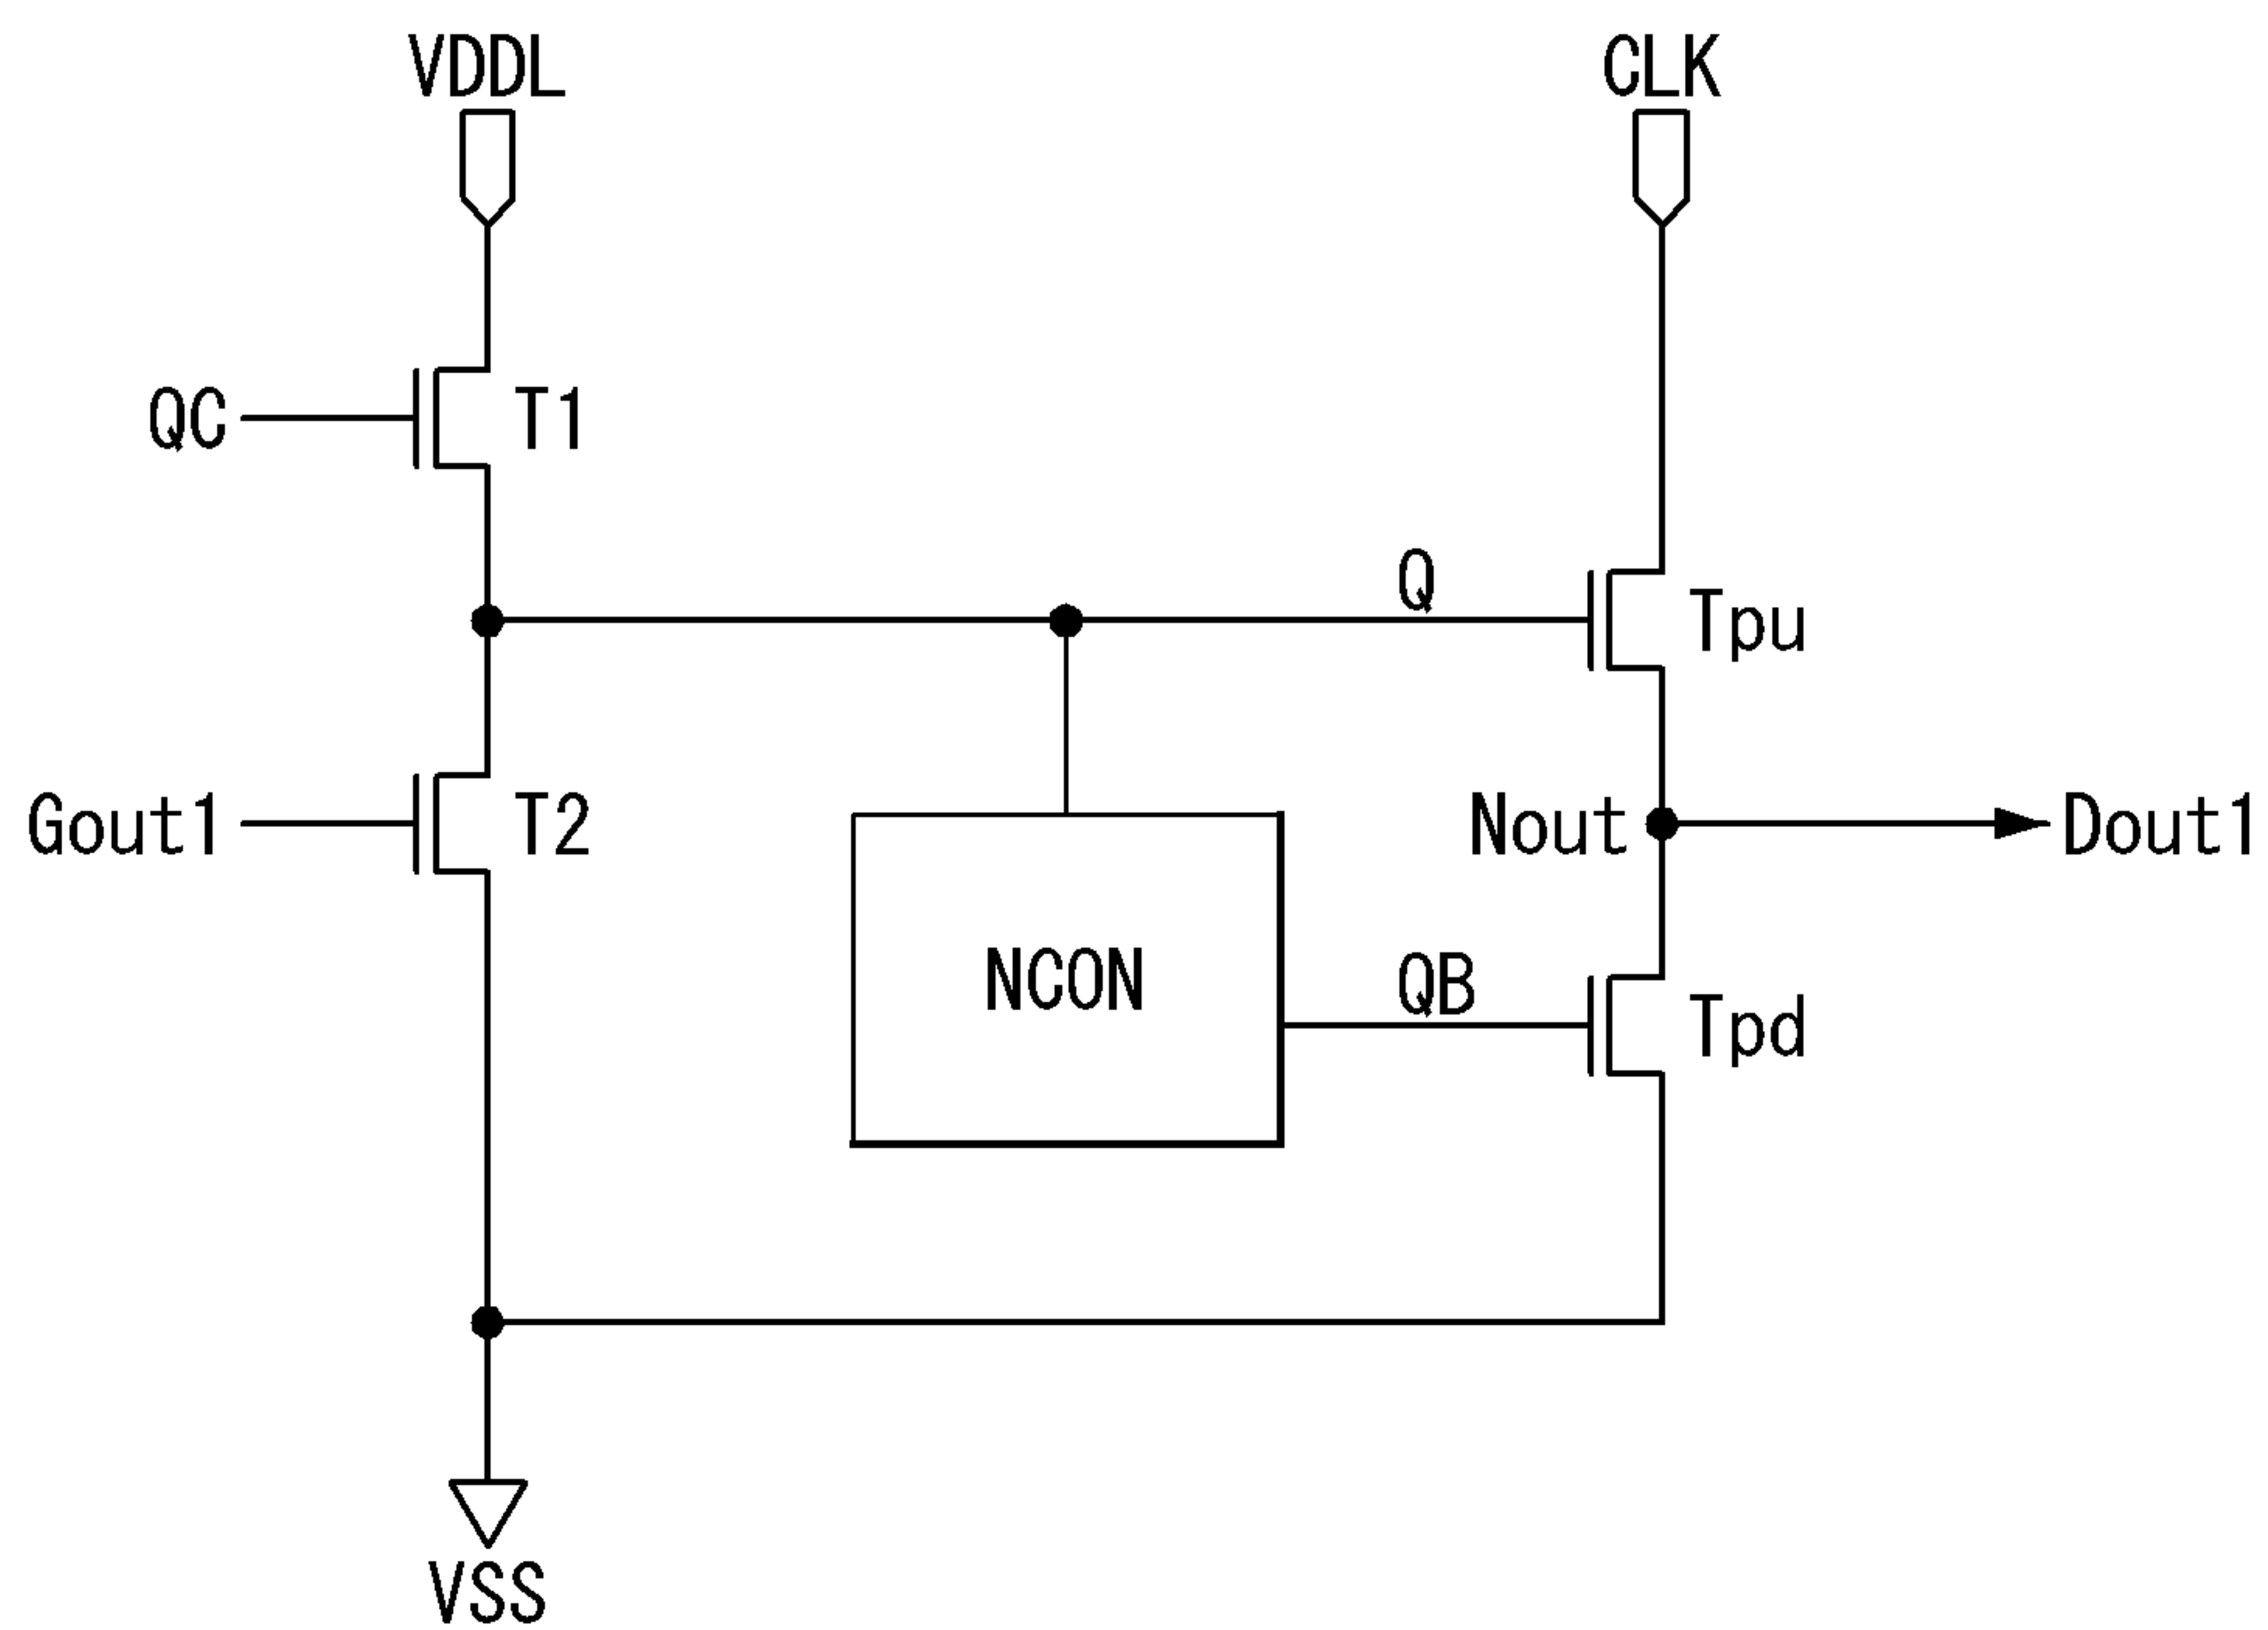 VDDL
CLK
QC
T1
Q
Tpu
Gout1
T2
Nout
Dout1
NCON
QB
Tpd
VSS